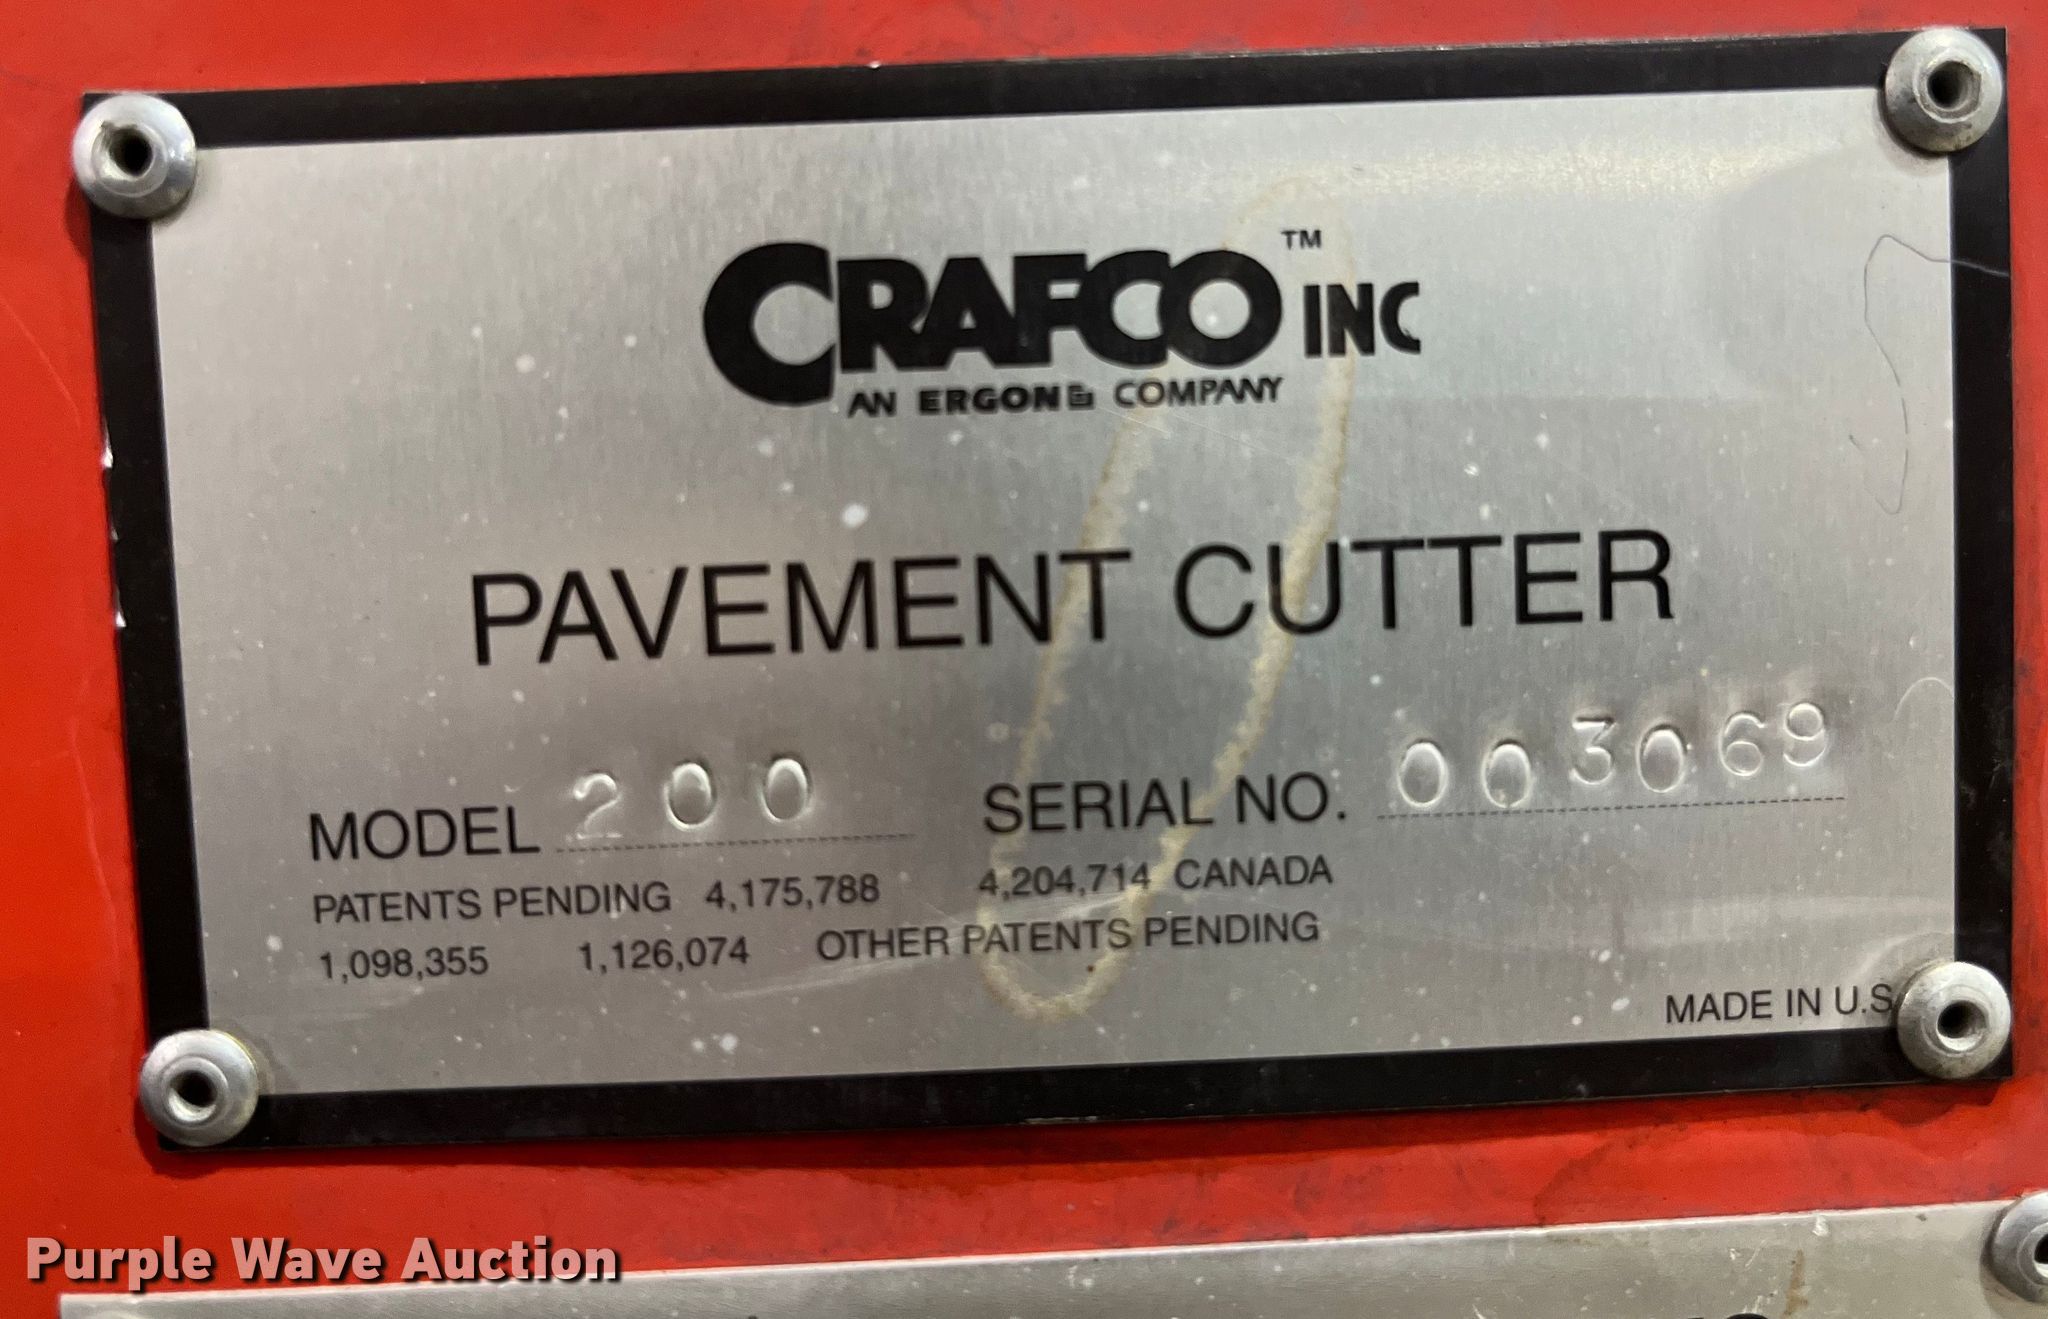 CRAFCO™ INC
AN ERGON COMPANY
PAVEMENT CUTTER
MODEL 200 SERIAL NO. 003069
PATENTS PENDING 4,175,788 4,204,714 CANADA
1,098,355 1,126,074 OTHER PATENTS PENDING
MADE IN U.S
Purple Wave Auction